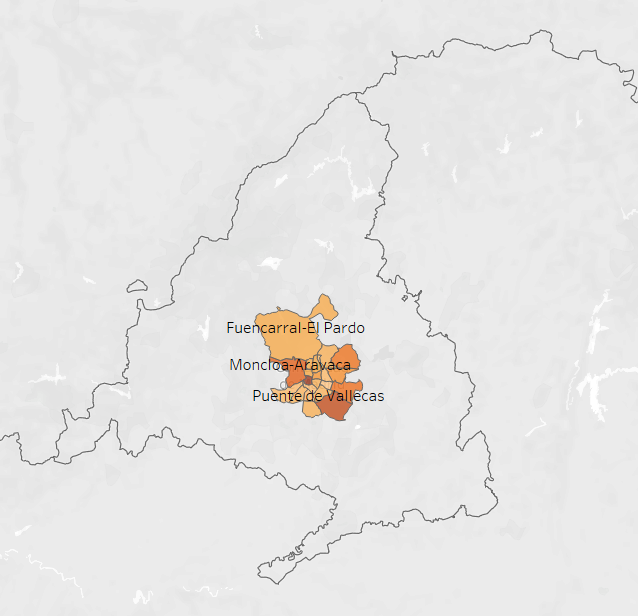 Fuencarral-El Pardo
Moncloa-Aravaca
Puente de Vallecas